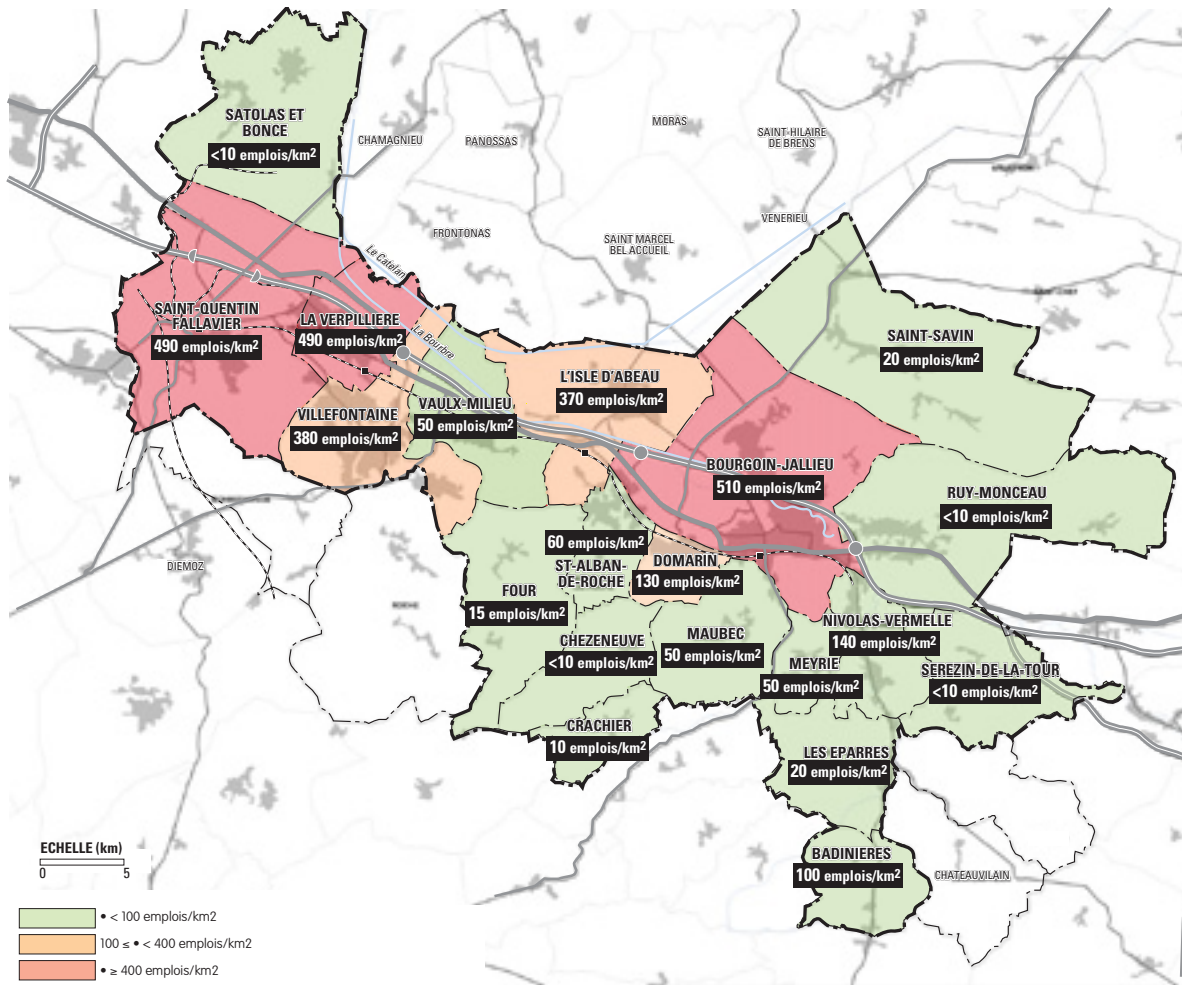 SATOLAS ET
BONCE
<10 emplois/km²
CHAMAGNIEU
PANOSSAS
MORAS
SAINT-HILAIRE
DE BRENS
VENERIEU
FRONTONAS
SAINT MARCEL
BEL ACCUEIL
Le Catelan
La Bourbre
SAINT-QUENTIN
FALLAVIER
490 emplois/km²
LA VERPILLIERE
490 emplois/km²
SAINT-SAVIN
20 emplois/km²
L'ISLE D'ABEAU
370 emplois/km²
VILLEFONTAINE
380 emplois/km²
VAULX-MILIEU
50 emplois/km²
BOURGOIN-JALLIEU
510 emplois/km²
RUY-MONCEAU
<10 emplois/km²
60 emplois/km²
ST-ALBAN-
DE-ROCHE
DOMARIN
130 emplois/km²
DIEMOZ
FOUR
15 emplois/km²
CHEZENEUVE
<10 emplois/km²
MAUBEC
50 emplois/km²
NIVOLAS-VERMELLE
140 emplois/km²
MEYRIE
50 emplois/km²
SEREZIN-DE-LA-TOUR
<10 emplois/km²
CRACHIER
10 emplois/km²
LES EPARRES
20 emplois/km²
BADINIERES
100 emplois/km²
CHATEAUVILAIN
ECHELLE (km)
0 5
• < 100 emplois/km2
100 ≤ • < 400 emplois/km2
• ≥ 400 emplois/km2